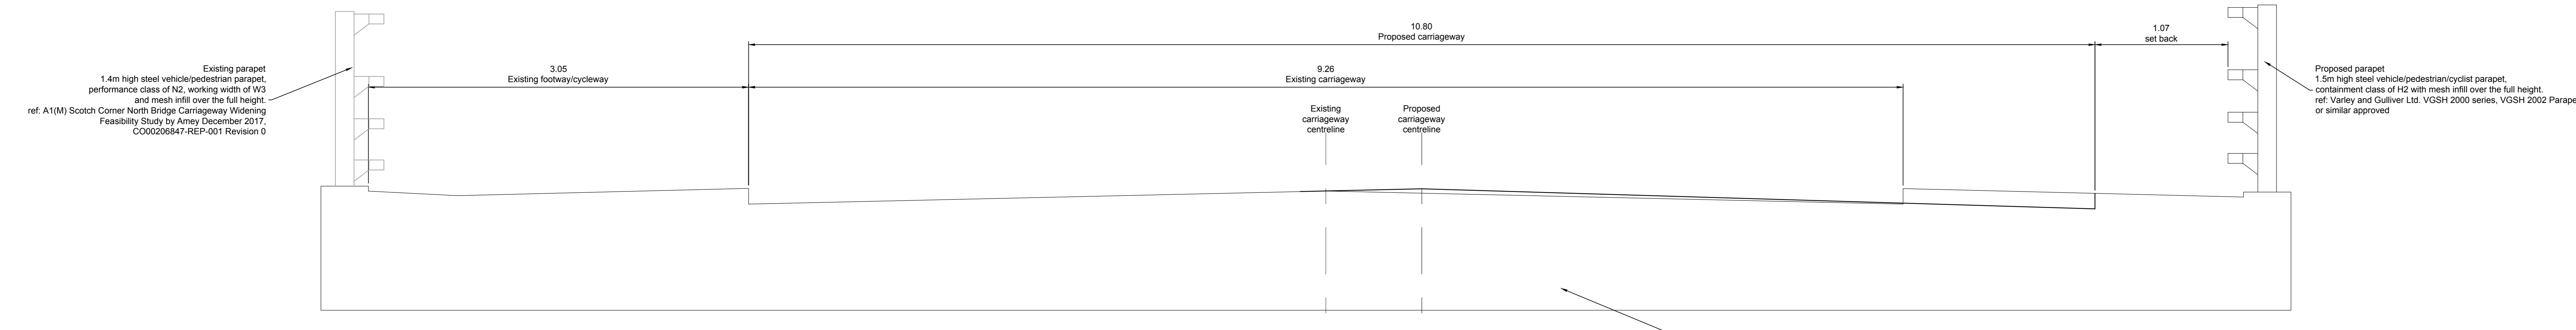 10.80
Proposed carriageway
1.07
set back
Existing parapet
1.4m high steel vehicle/pedestrian parapet,
performance class of N2, working width of W3
and mesh infill over the full height.
ref: A1(M) Scotch Corner North Bridge Carriageway Widening
Feasibility Study by Amey December 2017,
CO00206847-REP-001 Revision 0
3.05
Existing footway/cycleway
9.26
Existing carriageway
Existing
carriageway
centreline
Proposed
carriageway
centreline
Proposed parapet
1.5m high steel vehicle/pedestrian/cyclist parapet,
containment class of H2 with mesh infill over the full height.
ref: Varley and Gulliver Ltd. VGSH 2000 series, VGSH 2002 Parape
or similar approved